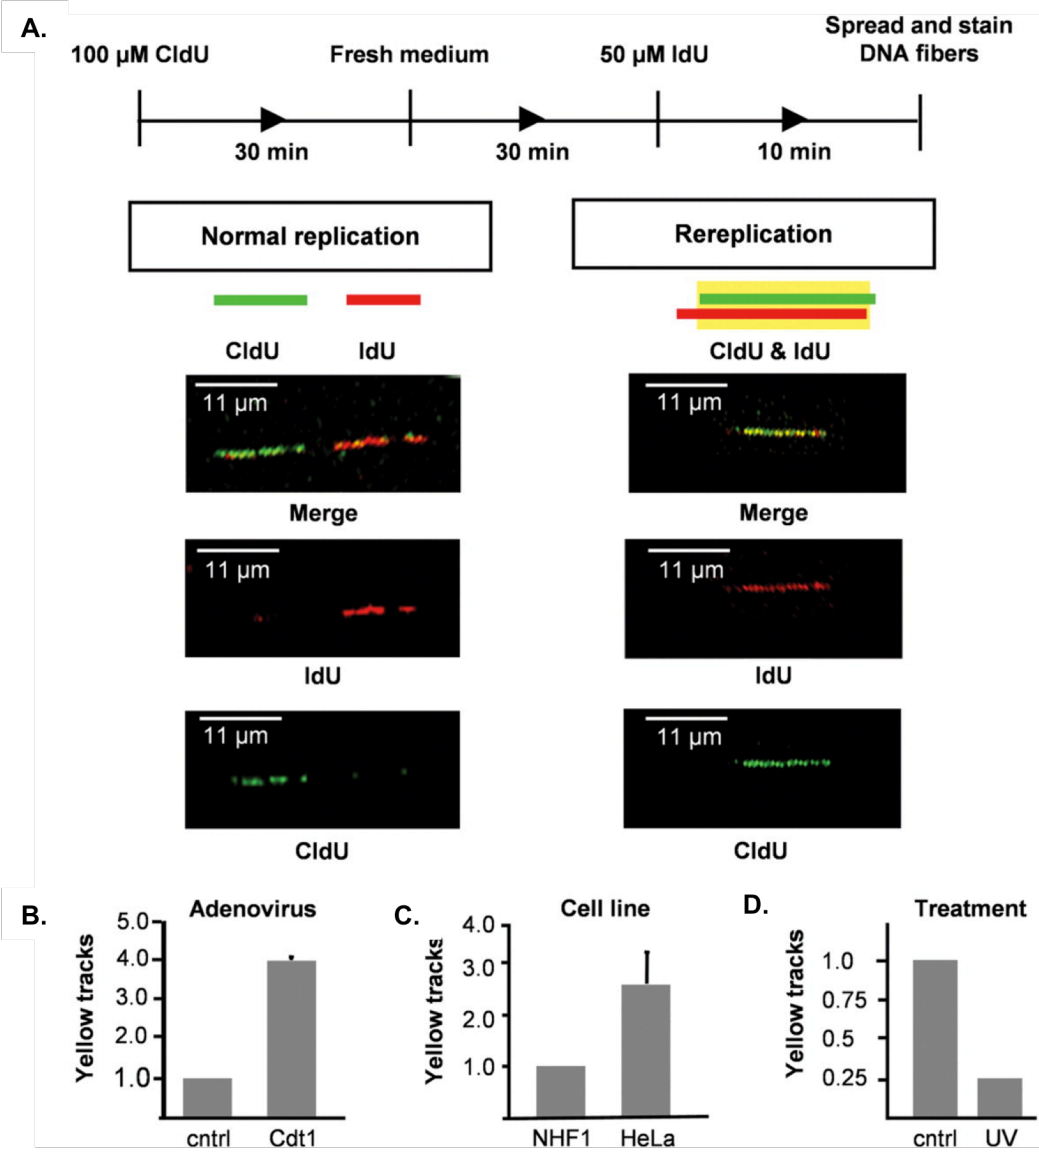 A.
100 µM CldU
Fresh medium
50 µM IdU
Spread and stain
DNA fibers
30 min
30 min
10 min
Normal replication
Rereplication
CldU
IdU
CldU & IdU
11 µm
11 µm
Merge
Merge
11 µm
11 µm
IdU
IdU
11 µm
11 µm
CldU
CldU
B.
Adenovirus
Yellow tracks
5.0
4.0
3.0
2.0
1.0
cntrl
Cdt1
C.
Cell line
Yellow tracks
4.0
3.0
2.0
1.0
NHF1
HeLa
D.
Treatment
Yellow tracks
1.0
0.75
0.5
0.25
cntrl
UV